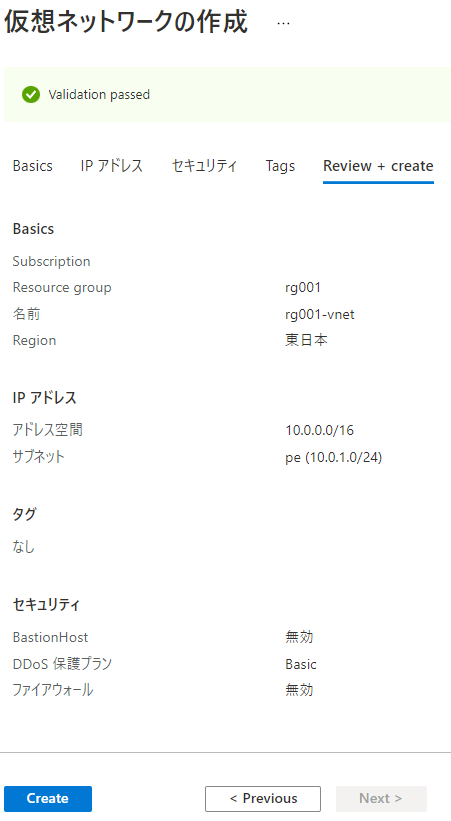 仮想ネットワークの作成 ...
Validation passed
Basics IP アドレス セキュリティ Tags Review + create
Basics
Subscription
Resource group rg001
名前 rg001-vnet
Region 東日本
IP アドレス
アドレス空間 10.0.0.0/16
サブネット pe (10.0.1.0/24)
タグ
なし
セキュリティ
BastionHost 無効
DDoS 保護プラン Basic
ファイアウォール 無効
Create < Previous Next >